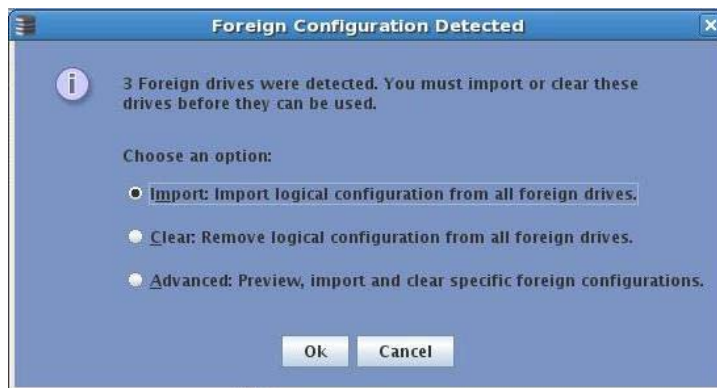 Foreign Configuration Detected
3 Foreign drives were detected. You must import or clear these
drives before they can be used.
Choose an option:
Import: Import logical configuration from all foreign drives.
Clear: Remove logical configuration from all foreign drives.
Advanced: Preview, import and clear specific foreign configurations.
Ok
Cancel